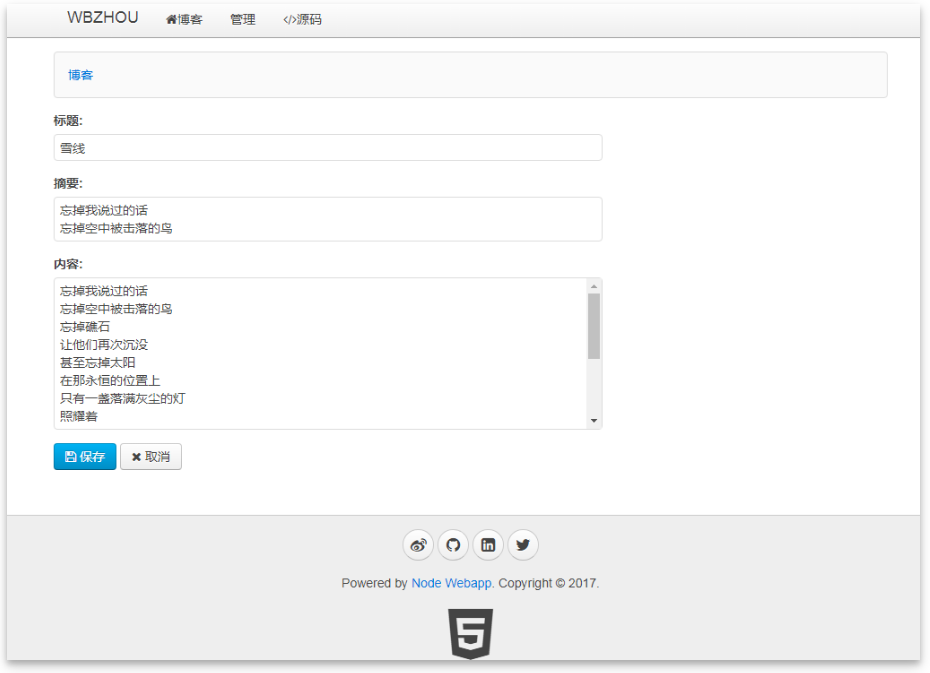 WBZHOU 博客 管理 </>源码
博客
标题:
雪线
摘要:
忘掉我说过的话
忘掉空中被击落的鸟
内容:
忘掉我说过的话
忘掉空中被击落的鸟
忘掉礁石
让他们再次沉没
甚至忘掉太阳
在那永恒的位置上
只有一盏落满灰尘的灯
照耀着
保存 取消
Powered by Node Webapp. Copyright © 2017.